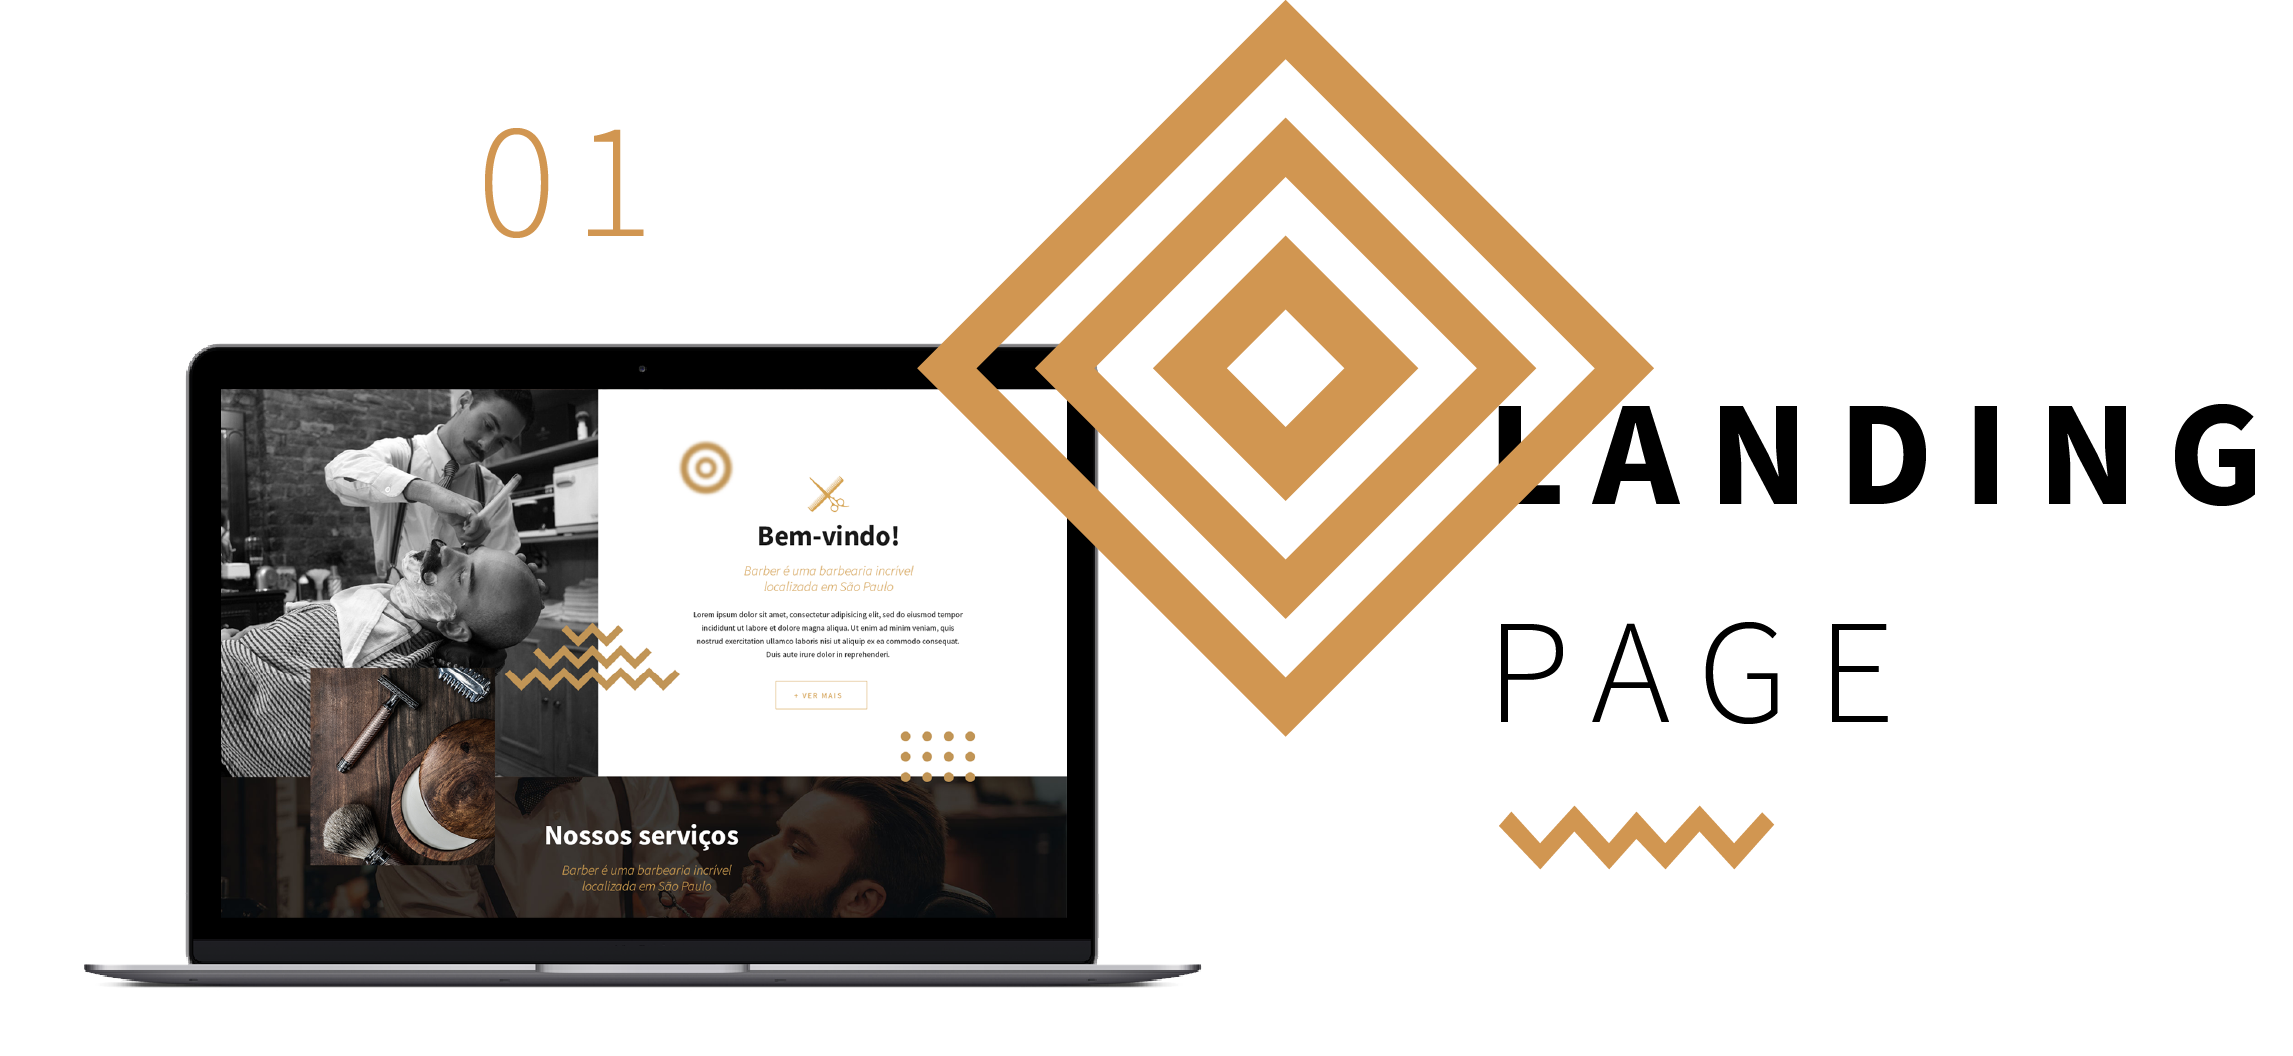 01
LANDING
PAGE
Bem-vindo!
Barber é uma barbearia incrível
localizada em São Paulo
Lorem ipsum dolor sit amet, consectetur adipisicing elit, sed do eiusmod tempor
incididunt ut labore et dolore magna aliqua. Ut enim ad minim veniam, quis
nostrud exercitation ullamco laboris nisi ut aliquip ex ea commodo consequat.
Duis aute irure dolor in reprehenderi.
+ VER MAIS
Nossos serviços
Barber é uma barbearia incrível
localizada em São Paulo